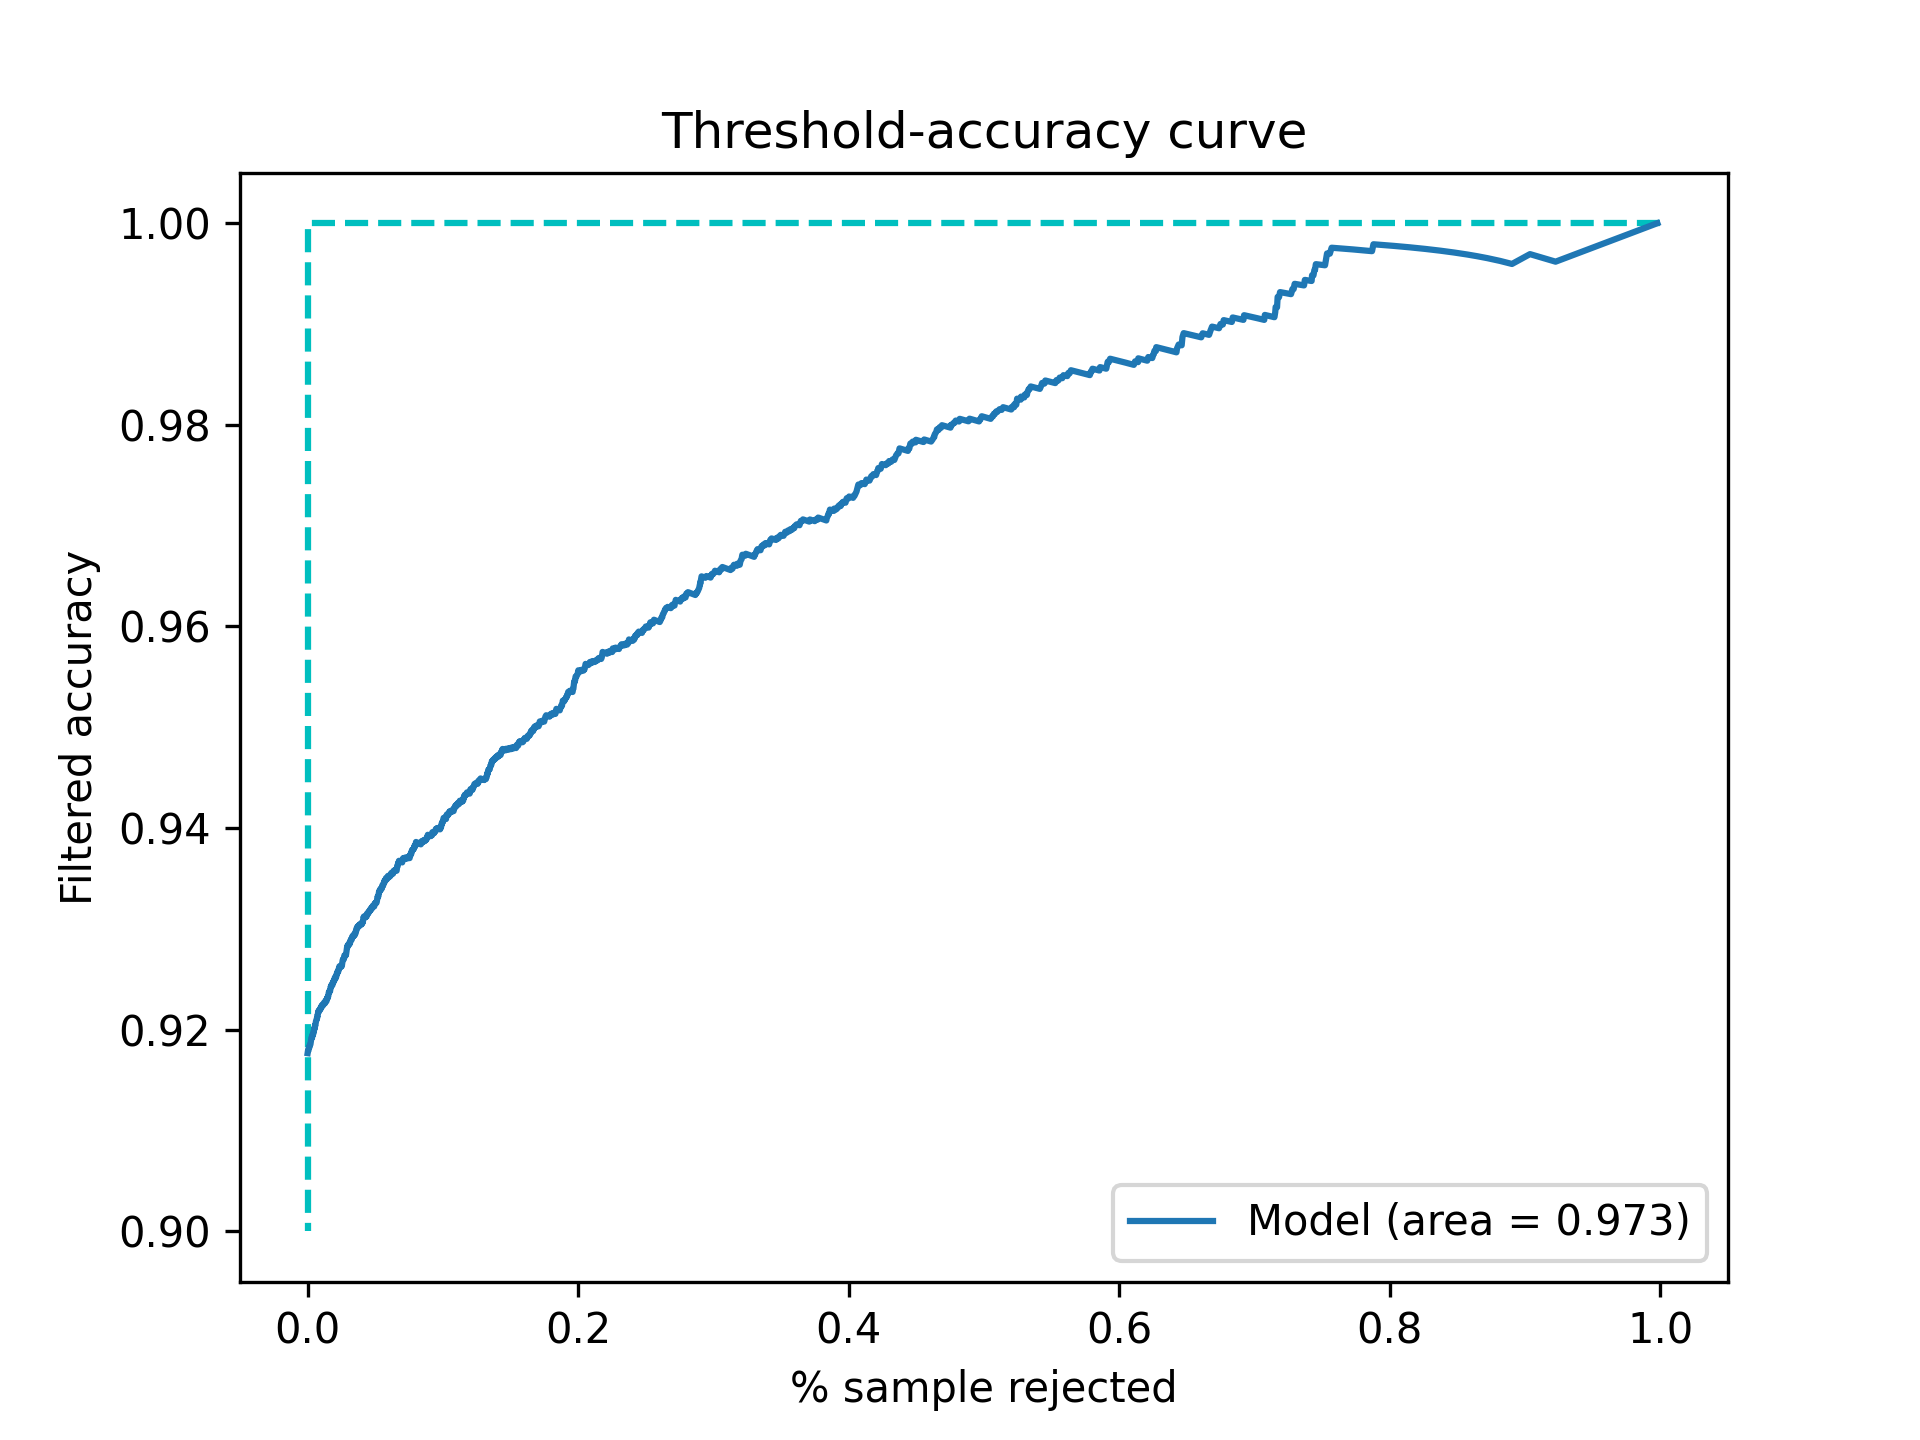 Threshold-accuracy curve
1.00
0.98
0.96
0.94
0.92
0.90
Filtered accuracy
Model (area = 0.973)
0.0 0.2 0.4 0.6 0.8 1.0
% sample rejected